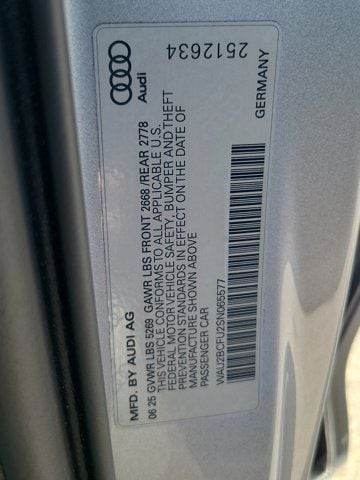 MFD. BY AUDI AG
06 25 GVWR LBS 5269 GAWR LBS FRONT 2668/REAR 2778
THIS VEHICLE CONFORMS TO ALL APPLICABLE U.S.
FEDERAL MOTOR VEHICLE SAFETY, BUMPER AND THEFT
PREVENTION STANDARDS IN EFFECT ON THE DATE OF
MANUFACTURE SHOWN ABOVE
PASSENGER CAR
WAU2BCFU2SN065577
Audi
2512634
GERMANY